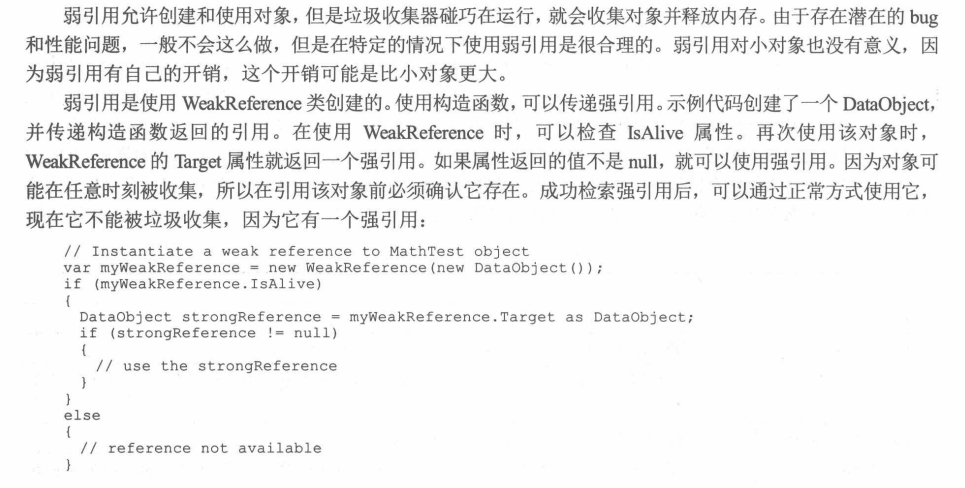 弱引用允许创建和使用对象，但是垃圾收集器碰巧在运行，就会收集对象并释放内存。由于存在潜在的 bug
和性能问题，一般不会这么做，但是在特定的情况下使用弱引用是很合理的。弱引用对小对象也没有意义，因
为弱引用有自己的开销，这个开销可能是比小对象更大。
弱引用是使用 WeakReference 类创建的。使用构造函数，可以传递强引用。示例代码创建了一个 DataObject，
并传递构造函数返回的引用。在使用 WeakReference 时，可以检查 IsAlive 属性。再次使用该对象时，
WeakReference 的 Target 属性就返回一个强引用。如果属性返回的值不是 null，就可以使用强引用。因为对象可
能在任意时刻被收集，所以在引用该对象前必须确认它存在。成功检索强引用后，可以通过正常方式使用它，
现在它不能被垃圾收集，因为它有一个强引用：
// Instantiate a weak reference to MathTest object
var myWeakReference = new WeakReference(new DataObject());
if (myWeakReference.IsAlive)
{
DataObject strongReference = myWeakReference.Target as DataObject;
if (strongReference != null)
{
// use the strongReference
}
}
else
{
// reference not available
}